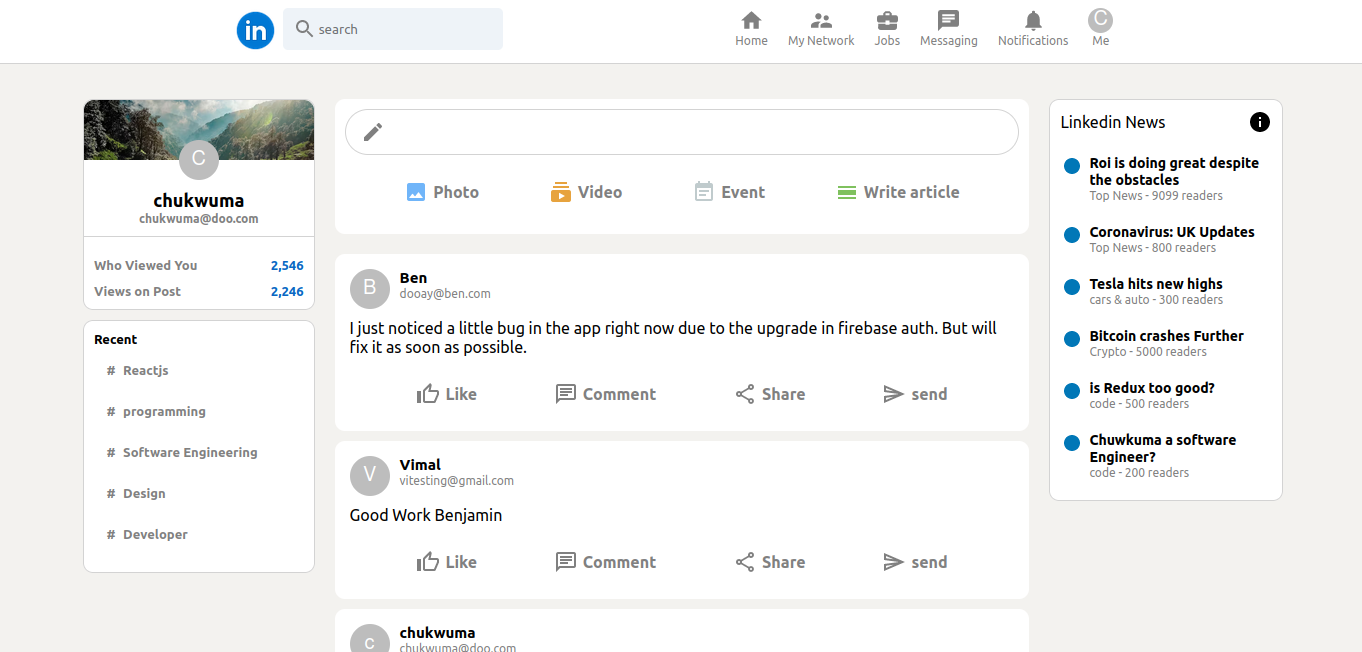 in
search
Home
My Network
Jobs
Messaging
Notifications
C
Me
C
chukwuma
chukwuma@doo.com
Who Viewed You 2,546
Views on Post 2,246
Recent
# Reactjs
# programming
# Software Engineering
# Design
# Developer
Photo
Video
Event
Write article
B
Ben
dooay@ben.com
I just noticed a little bug in the app right now due to the upgrade in firebase auth. But will
fix it as soon as possible.
Like
Comment
Share
send
V
Vimal
vitesting@gmail.com
Good Work Benjamin
Like
Comment
Share
send
c
chukwuma
chukwuma@doo.com
Linkedin News
Roi is doing great despite
the obstacles
Top News - 9099 readers
Coronavirus: UK Updates
Top News - 800 readers
Tesla hits new highs
cars & auto - 300 readers
Bitcoin crashes Further
Crypto - 5000 readers
is Redux too good?
code - 500 readers
Chuwkuma a software
Engineer?
code - 200 readers